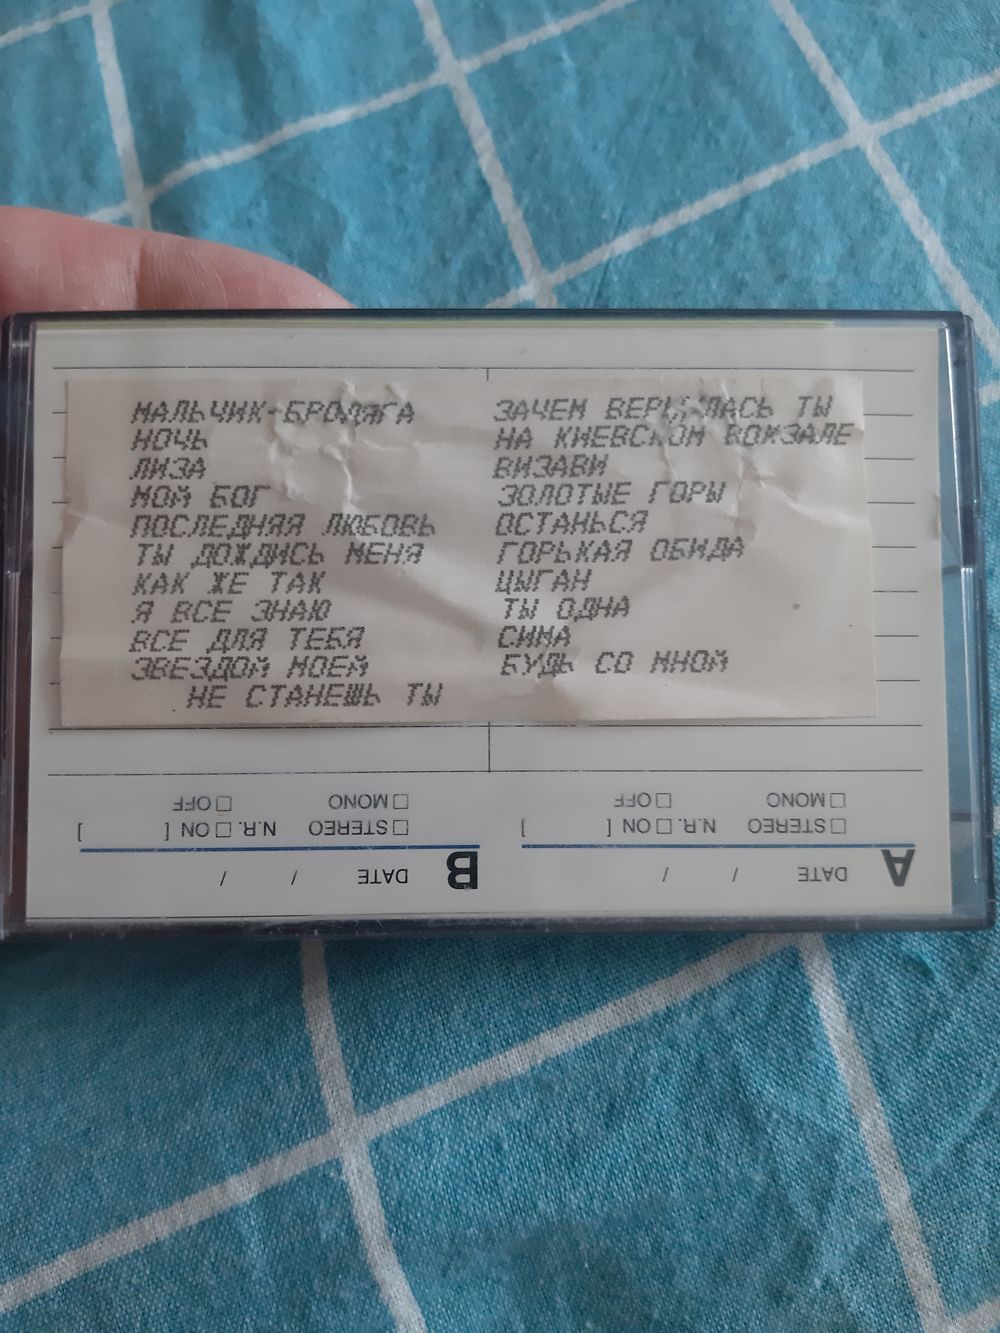 МАЛЬЧИК-БРОДЯГА
НОЧЬ
ЛИЗА
МОЙ БОГ
ПОСЛЕДНЯЯ ЛЮБОВЬ
ТЫ ДОЖДИСЬ МЕНЯ
КАК ЖЕ ТАК
Я ВСЕ ЗНАЮ
ВСЕ ДЛЯ ТЕБЯ
ЗВЕЗДОЙ МОЕЙ
НЕ СТАНЕШЬ ТЫ
ЗАЧЕМ ВЕРНУЛАСЬ ТЫ
НА КИЕВСКОМ ВОКЗАЛЕ
ВИЗАВИ
ЗОЛОТЫЕ ГОРЫ
ОСТАНЬСЯ
ГОРЬКАЯ ОБИДА
ЦЫГАН
ТЫ ОДНА
СИМА
БУДЬ СО МНОЙ
A DATE / /
STEREO N.R. ON [ ]
MONO OFF
B DATE / /
STEREO N.R. ON [ ]
MONO OFF